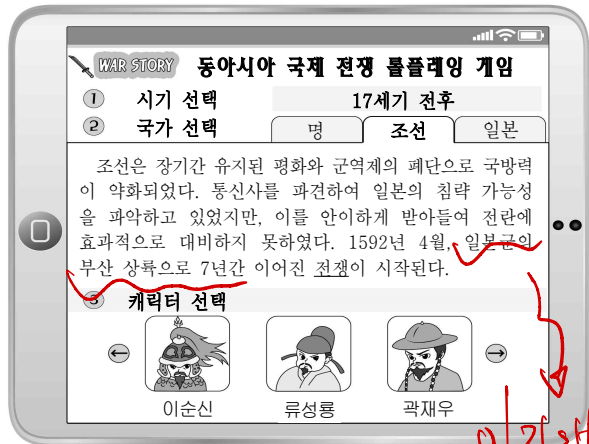 WAR STORY 동아시아 국제 전쟁 롤플레잉 게임
1 시기 선택 17세기 전후
2 국가 선택 명 조선 일본
조선은 장기간 유지된 평화와 군역제의 폐단으로 국방력
이 약화되었다. 통신사를 파견하여 일본의 침략 가능성
을 파악하고 있었지만, 이를 안이하게 받아들여 전란에
효과적으로 대비하지 못하였다. 1592년 4월, 일본군의
부산 상륙으로 7년간 이어진 전쟁이 시작된다.
3 캐릭터 선택
← →
이순신 류성룡 곽재우